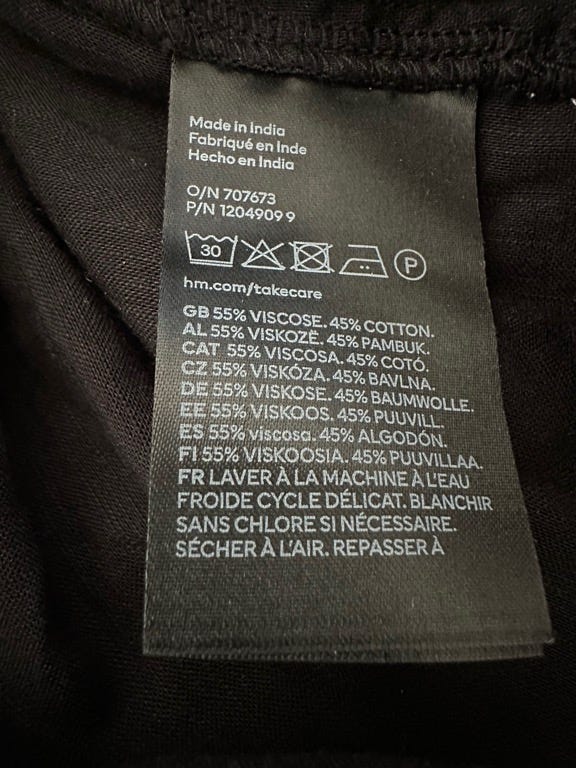 Made in India
Fabriqué en Inde
Hecho en India
O/N 707673
P/N 1204909 9
30 P
hm.com/takecare
GB 55% VISCOSE. 45% COTTON.
AL 55% VISKOZË. 45% PAMBUK.
CAT 55% VISCOSA. 45% COTÓ.
CZ 55% VISKÓZA. 45% BAVLNA.
DE 55% VISKOSE. 45% BAUMWOLLE.
EE 55% VISKOOS. 45% PUUVILL.
ES 55% viscosa. 45% ALGODÓN.
FI 55% VISKOOSIA. 45% PUUVILLAA.
FR LAVER À LA MACHINE À L'EAU
FROIDE CYCLE DÉLICAT. BLANCHIR
SANS CHLORE SI NÉCESSAIRE.
SÉCHER À L'AIR. REPASSER À